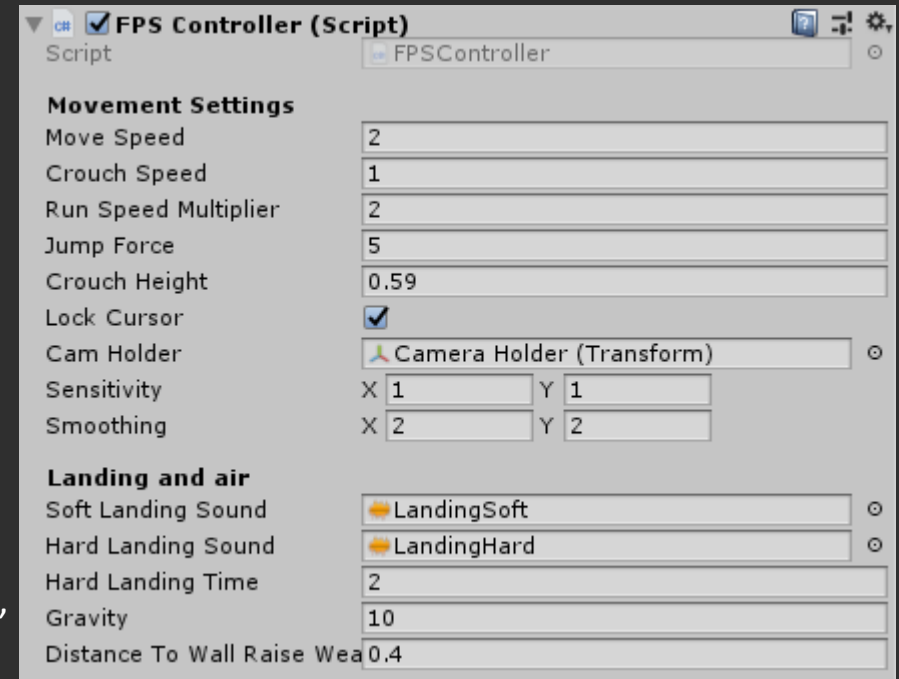 C# FPS Controller (Script)
Script FPSController
Movement Settings
Move Speed 2
Crouch Speed 1
Run Speed Multiplier 2
Jump Force 5
Crouch Height 0.59
Lock Cursor
Cam Holder Camera Holder (Transform)
Sensitivity X 1 Y 1
Smoothing X 2 Y 2
Landing and air
Soft Landing Sound LandingSoft
Hard Landing Sound LandingHard
Hard Landing Time 2
, Gravity 10
Distance To Wall Raise Wea 0.4